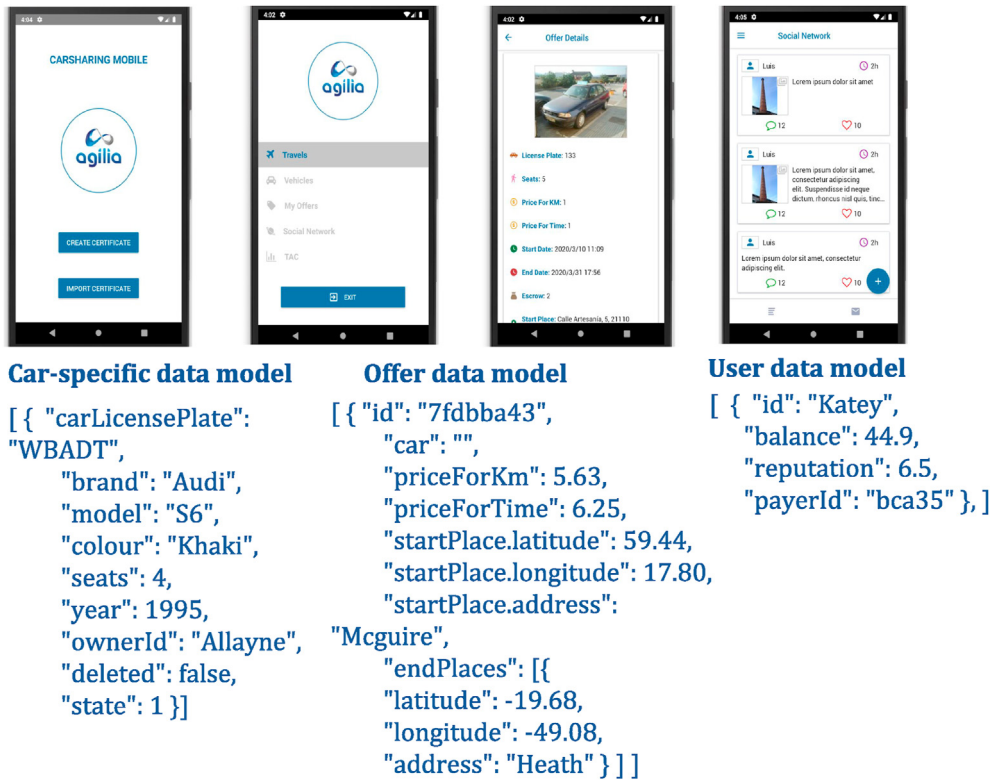 4:04
CARSHARING MOBILE
agilia
CREATE CERTIFICATE
IMPORT CERTIFICATE
4:02
agilia
Travels
Vehicles
My Offers
Social Network
TAC
EXIT
4:02
Offer Details
License Plate: 133
Seats: 5
Price For KM: 1
Price For Time: 1
Start Date: 2020/3/10 11:09
End Date: 2020/3/31 17:56
Escrow: 2
Start Place: Calle Artesanía, 5, 21110
4:05
Social Network
Luis 2h
Lorem ipsum dolor sit amet
12 10
Luis 2h
Lorem ipsum dolor sit amet,
consectetur adipiscing
elit. Suspendisse id neque
dictum, rhoncus nisl quis, tinc...
12 10
Luis 2h
Lorem ipsum dolor sit amet, consectetur
adipiscing elit.
12 10
+
Car-specific data model
[ { "carLicensePlate":
"WBADT",
"brand": "Audi",
"model": "S6",
"colour": "Khaki",
"seats": 4,
"year": 1995,
"ownerId": "Allayne",
"deleted": false,
"state": 1 }]
Offer data model
[ { "id": "7fdbba43",
"car": "",
"priceForKm": 5.63,
"priceForTime": 6.25,
"startPlace.latitude": 59.44,
"startPlace.longitude": 17.80,
"startPlace.address":
"Mcguire",
"endPlaces": [{
"latitude": -19.68,
"longitude": -49.08,
"address": "Heath" } ] ]
User data model
[ { "id": "Katey",
"balance": 44.9,
"reputation": 6.5,
"payerId": "bca35" }, ]